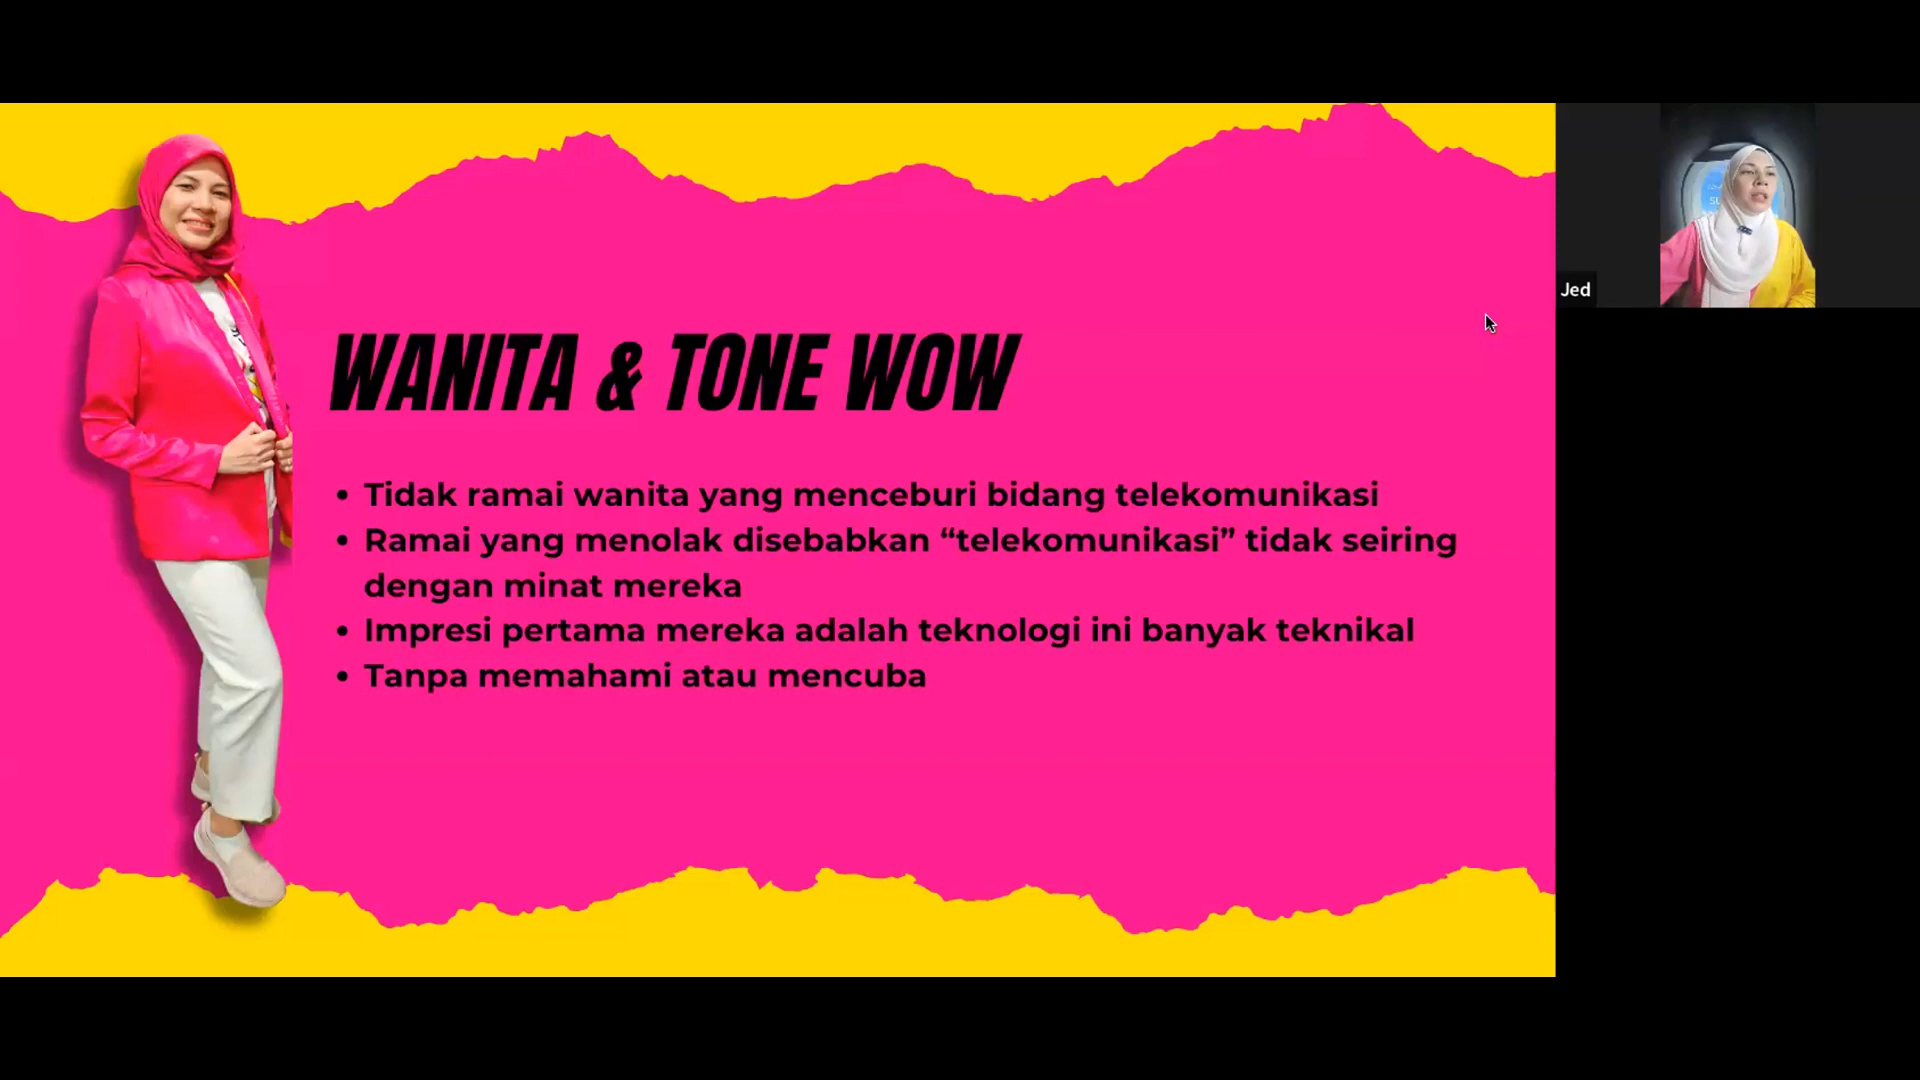 WANITA & TONE WOW
• Tidak ramai wanita yang menceburi bidang telekomunikasi
• Ramai yang menolak disebabkan “telekomunikasi” tidak seiring
dengan minat mereka
• Impresi pertama mereka adalah teknologi ini banyak teknikal
• Tanpa memahami atau mencuba
Jed